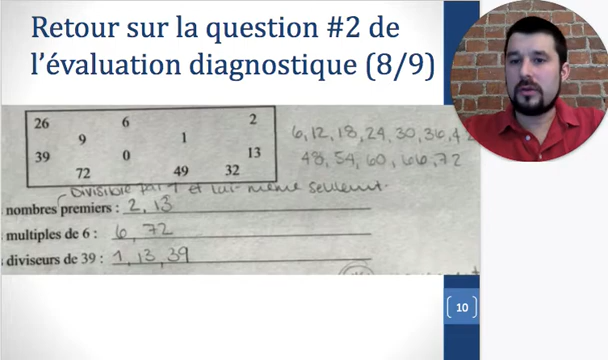 Retour sur la question #2 de
l'évaluation diagnostique (8/9)
26 6 2
9 1
39 0 13
72 49 32
6, 12, 18, 24, 30, 36, 42
48, 54, 60, 66, 72
Divisible par 1 et lui-même seulement.
nombres premiers : 2, 13
multiples de 6 : 6, 72
diviseurs de 39 : 1, 13, 39
10